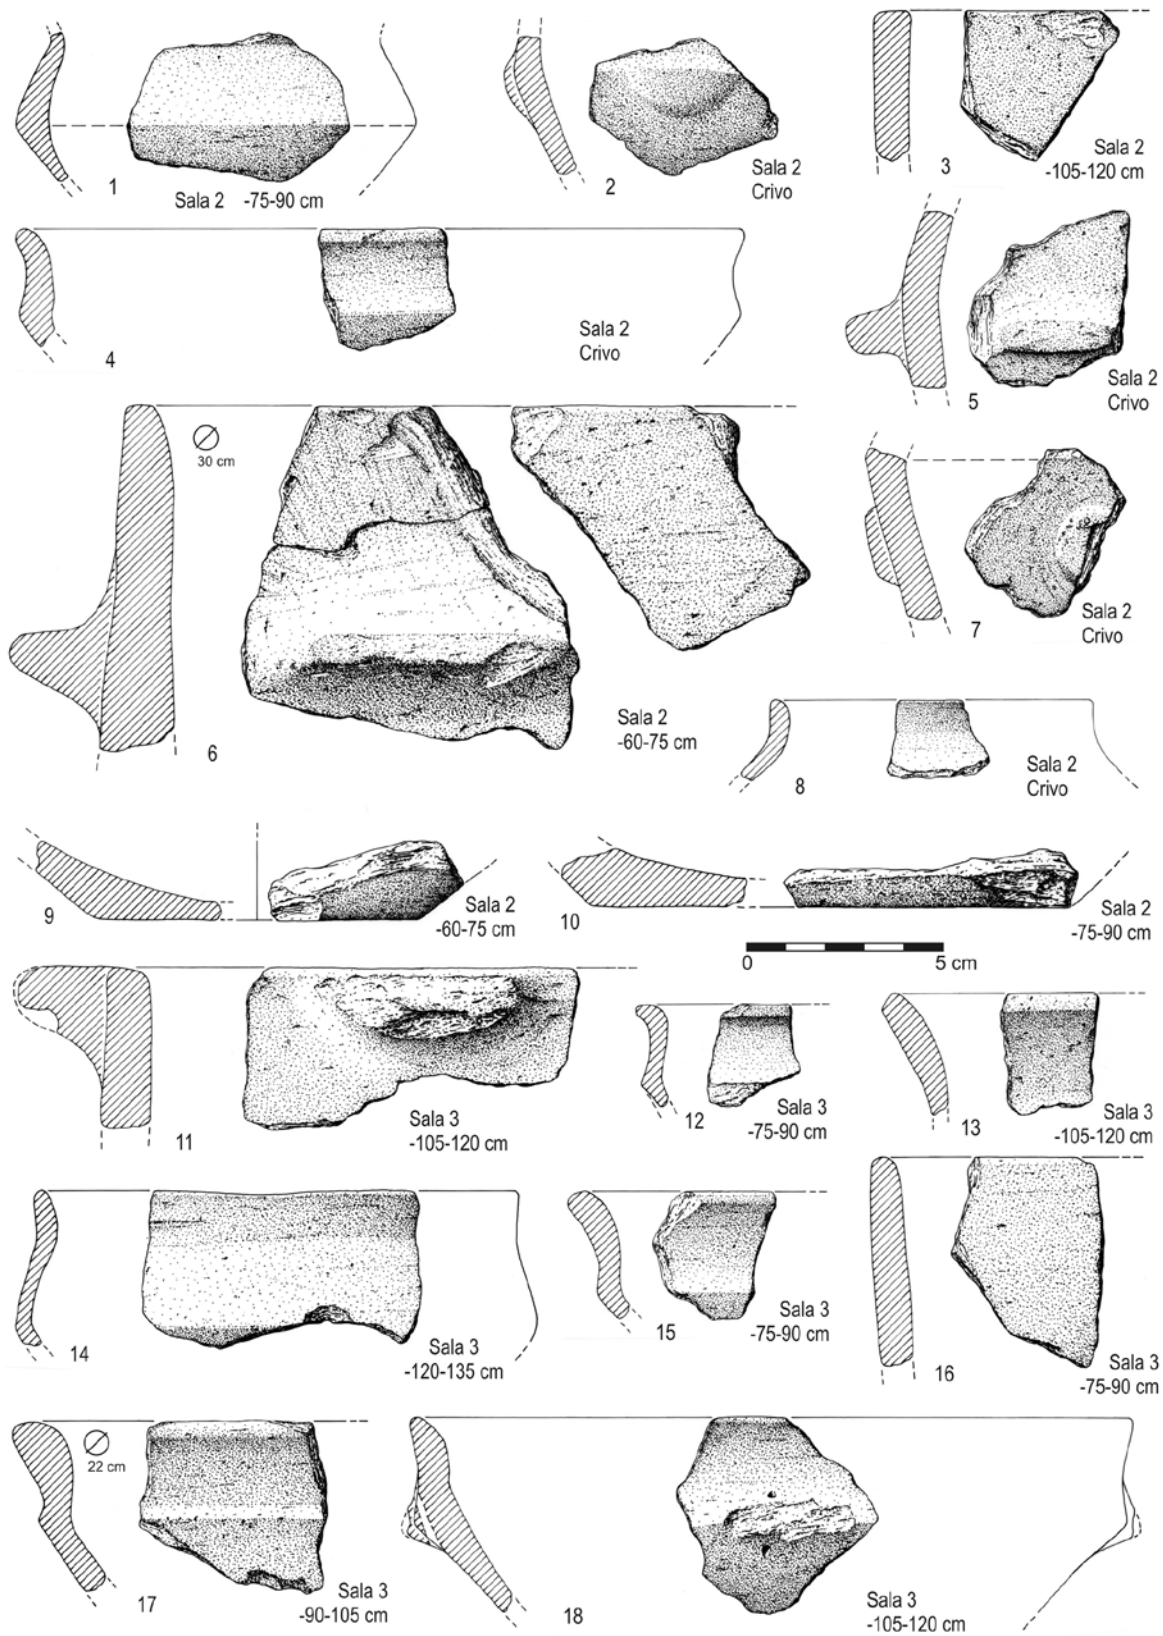 1
Sala 2 -75-90 cm
2
Sala 2
Crivo
3
Sala 2
-105-120 cm
4
Sala 2
Crivo
5
Sala 2
Crivo
30 cm
6
Sala 2
-60-75 cm
7
Sala 2
Crivo
8
Sala 2
Crivo
9
Sala 2
-60-75 cm
10
Sala 2
-75-90 cm
0 5 cm
11
Sala 3
-105-120 cm
12
Sala 3
-75-90 cm
13
Sala 3
-105-120 cm
14
Sala 3
-120-135 cm
15
Sala 3
-75-90 cm
16
Sala 3
-75-90 cm
22 cm
17
Sala 3
-90-105 cm
18
Sala 3
-105-120 cm